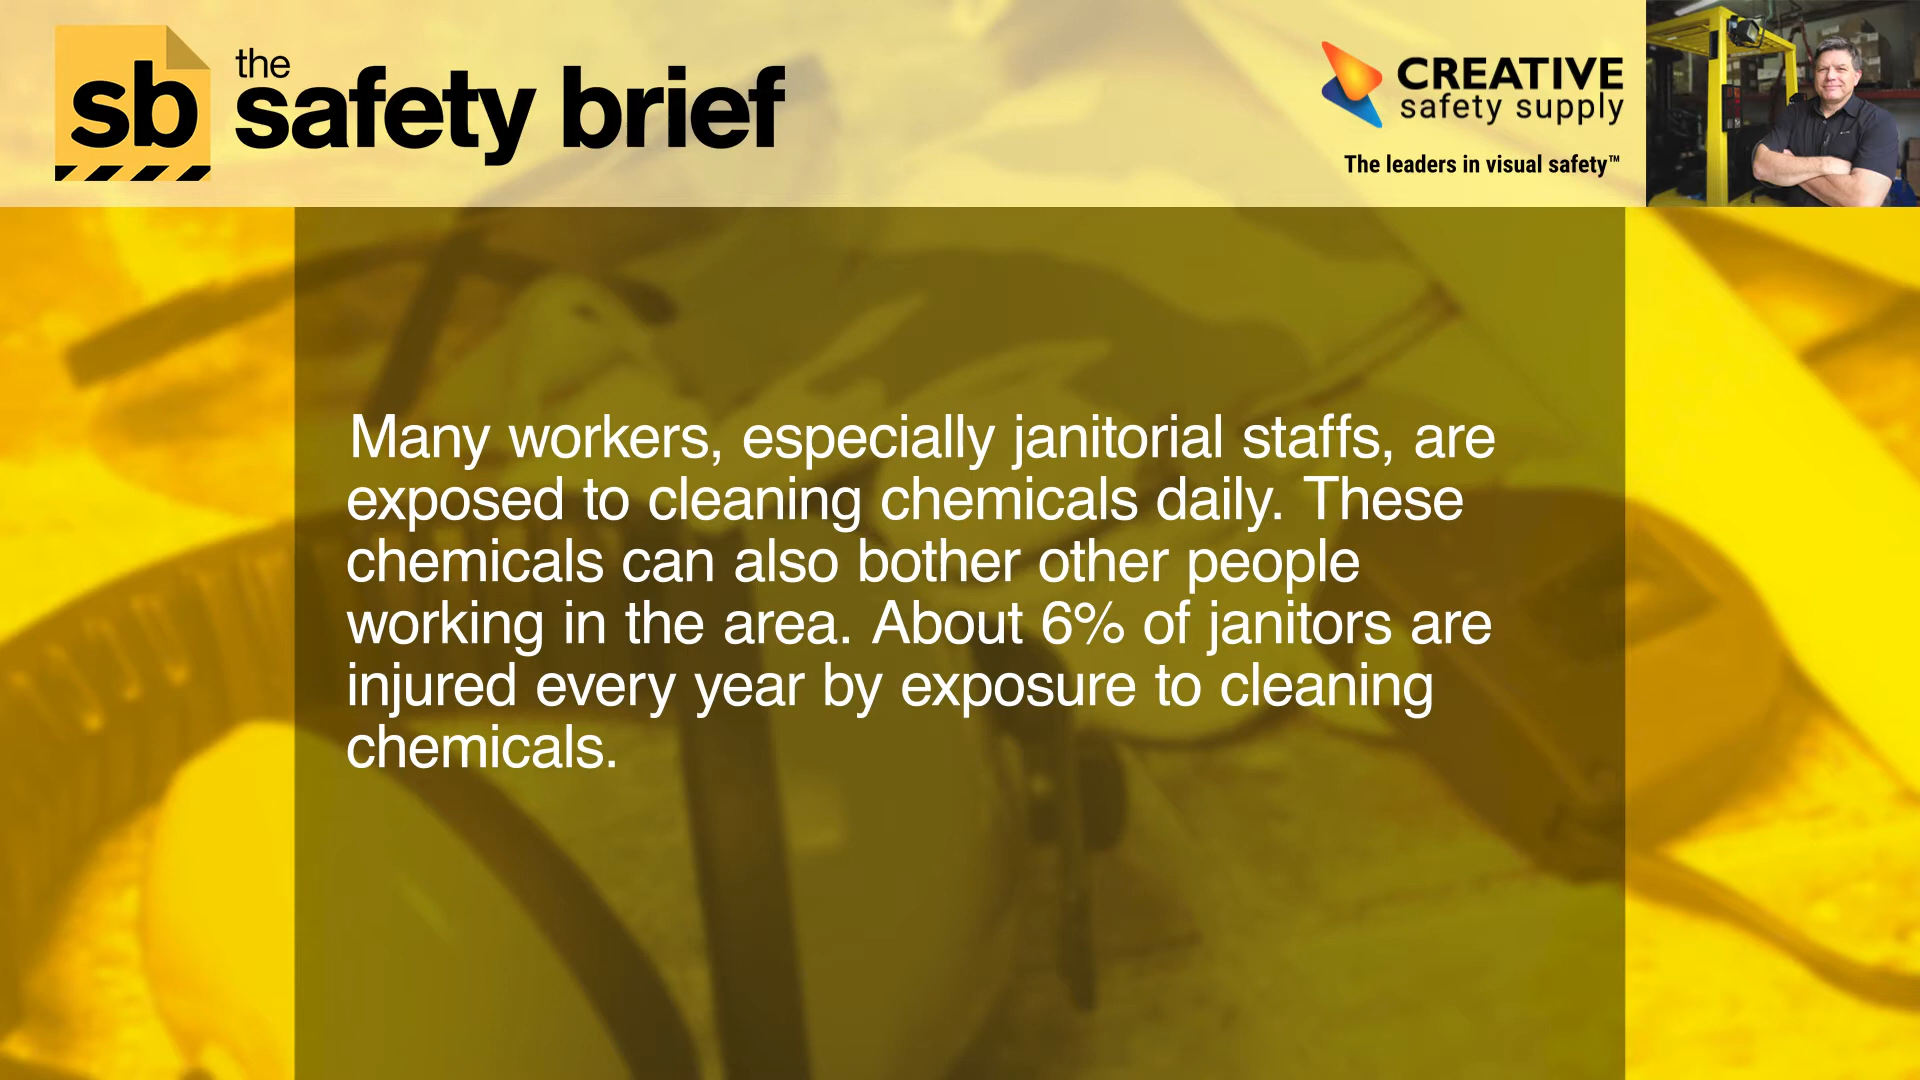 sb
the
safety brief
CREATIVE
safety supply
The leaders in visual safety™
Many workers, especially janitorial staffs, are
exposed to cleaning chemicals daily. These
chemicals can also bother other people
working in the area. About 6% of janitors are
injured every year by exposure to cleaning
chemicals.